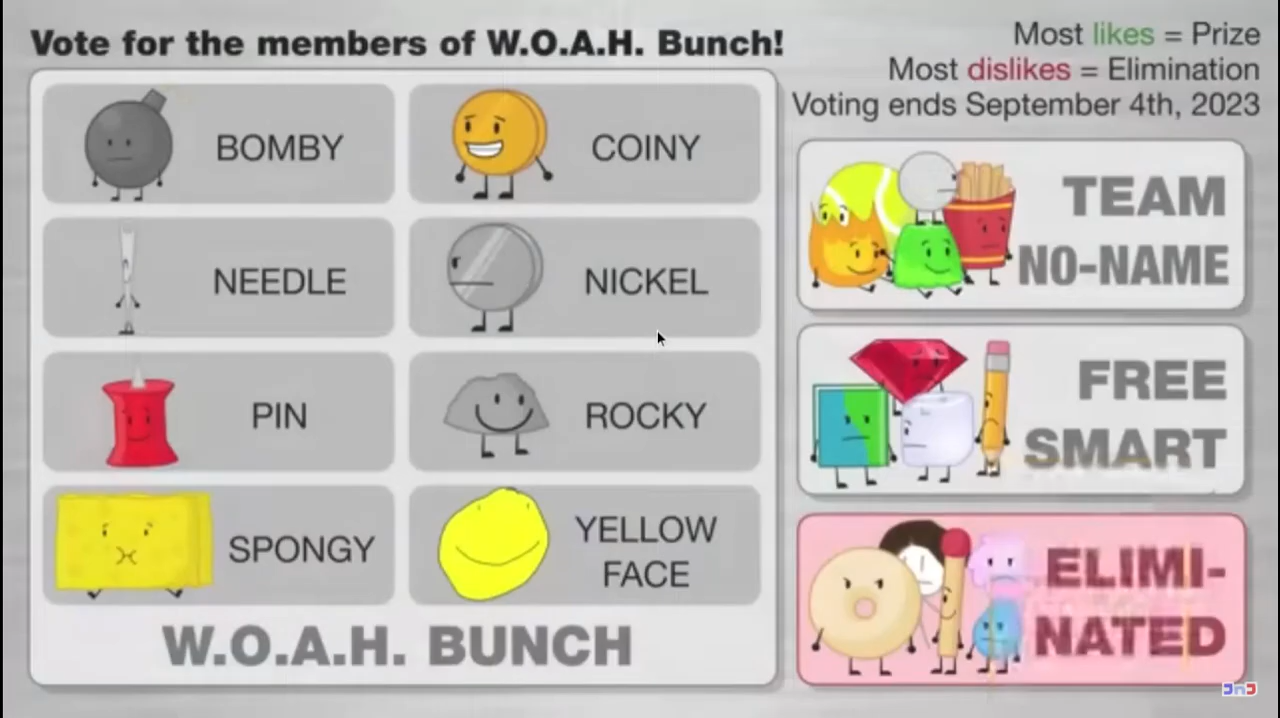 Vote for the members of W.O.A.H. Bunch!
Most likes = Prize
Most dislikes = Elimination
Voting ends September 4th, 2023
BOMBY
COINY
NEEDLE
NICKEL
PIN
ROCKY
SPONGY
YELLOW
FACE
W.O.A.H. BUNCH
TEAM
NO-NAME
FREE
SMART
ELIMI-
NATED